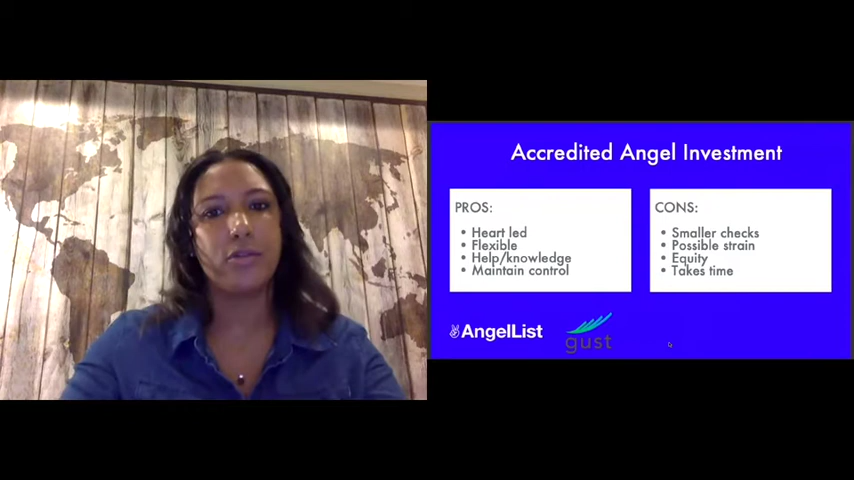 Accredited Angel Investment
PROS:
• Heart led
• Flexible
• Help/knowledge
• Maintain control
CONS:
• Smaller checks
• Possible strain
• Equity
• Takes time
AngelList
gust